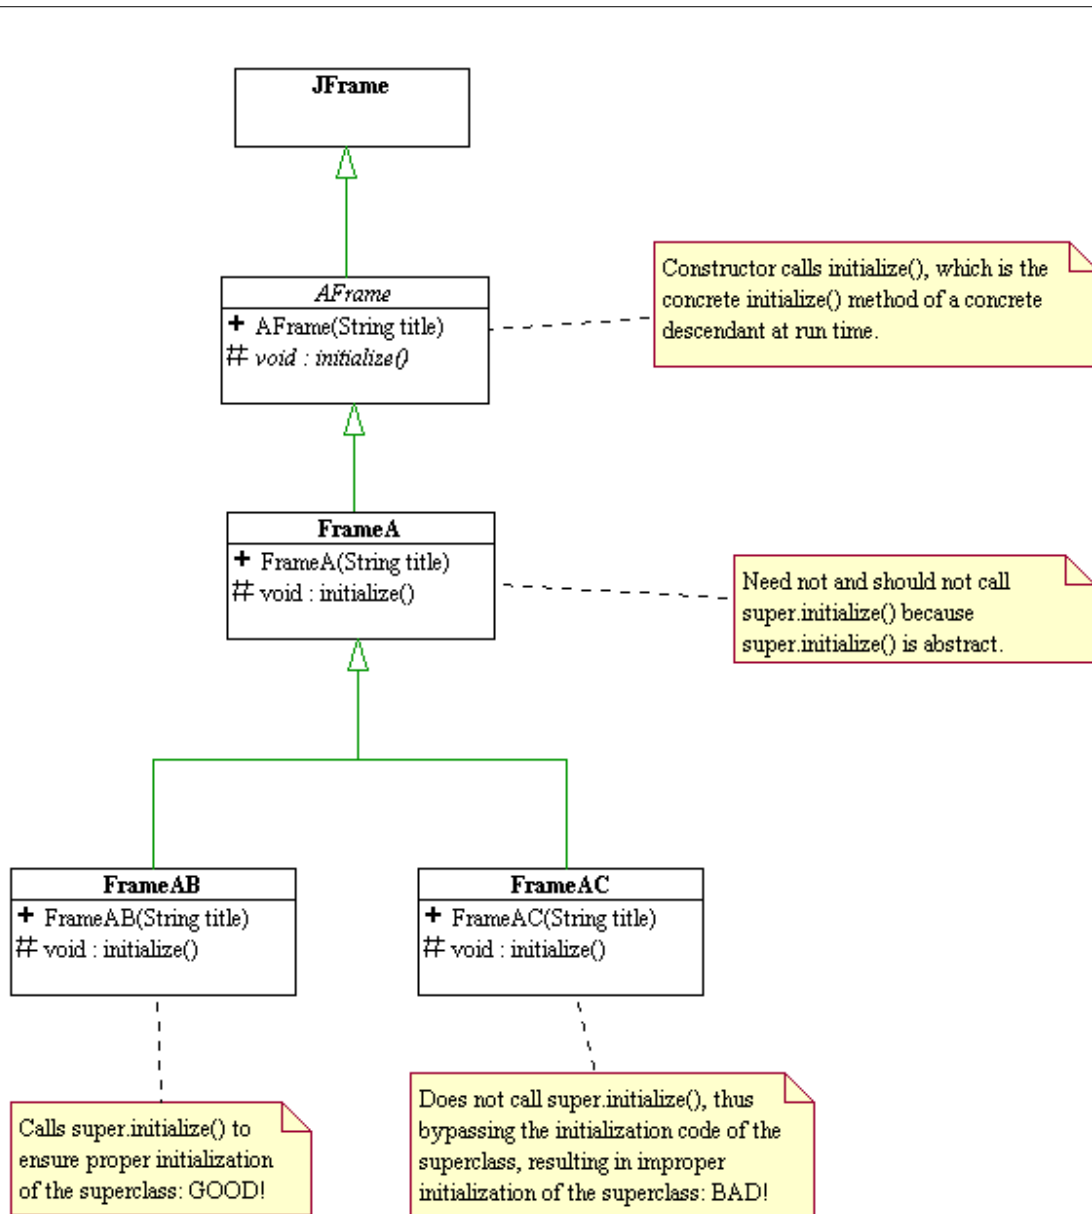 JFrame
AFrame
+ AFrame(String title)
# void : initialize()
Constructor calls initialize(), which is the
concrete initialize() method of a concrete
descendant at run time.
FrameA
+ FrameA(String title)
# void : initialize()
Need not and should not call
super.initialize() because
super.initialize() is abstract.
FrameAB
+ FrameAB(String title)
# void : initialize()
FrameAC
+ FrameAC(String title)
# void : initialize()
Calls super.initialize() to
ensure proper initialization
of the superclass: GOOD!
Does not call super.initialize(), thus
bypassing the initialization code of the
superclass, resulting in improper
initialization of the superclass: BAD!